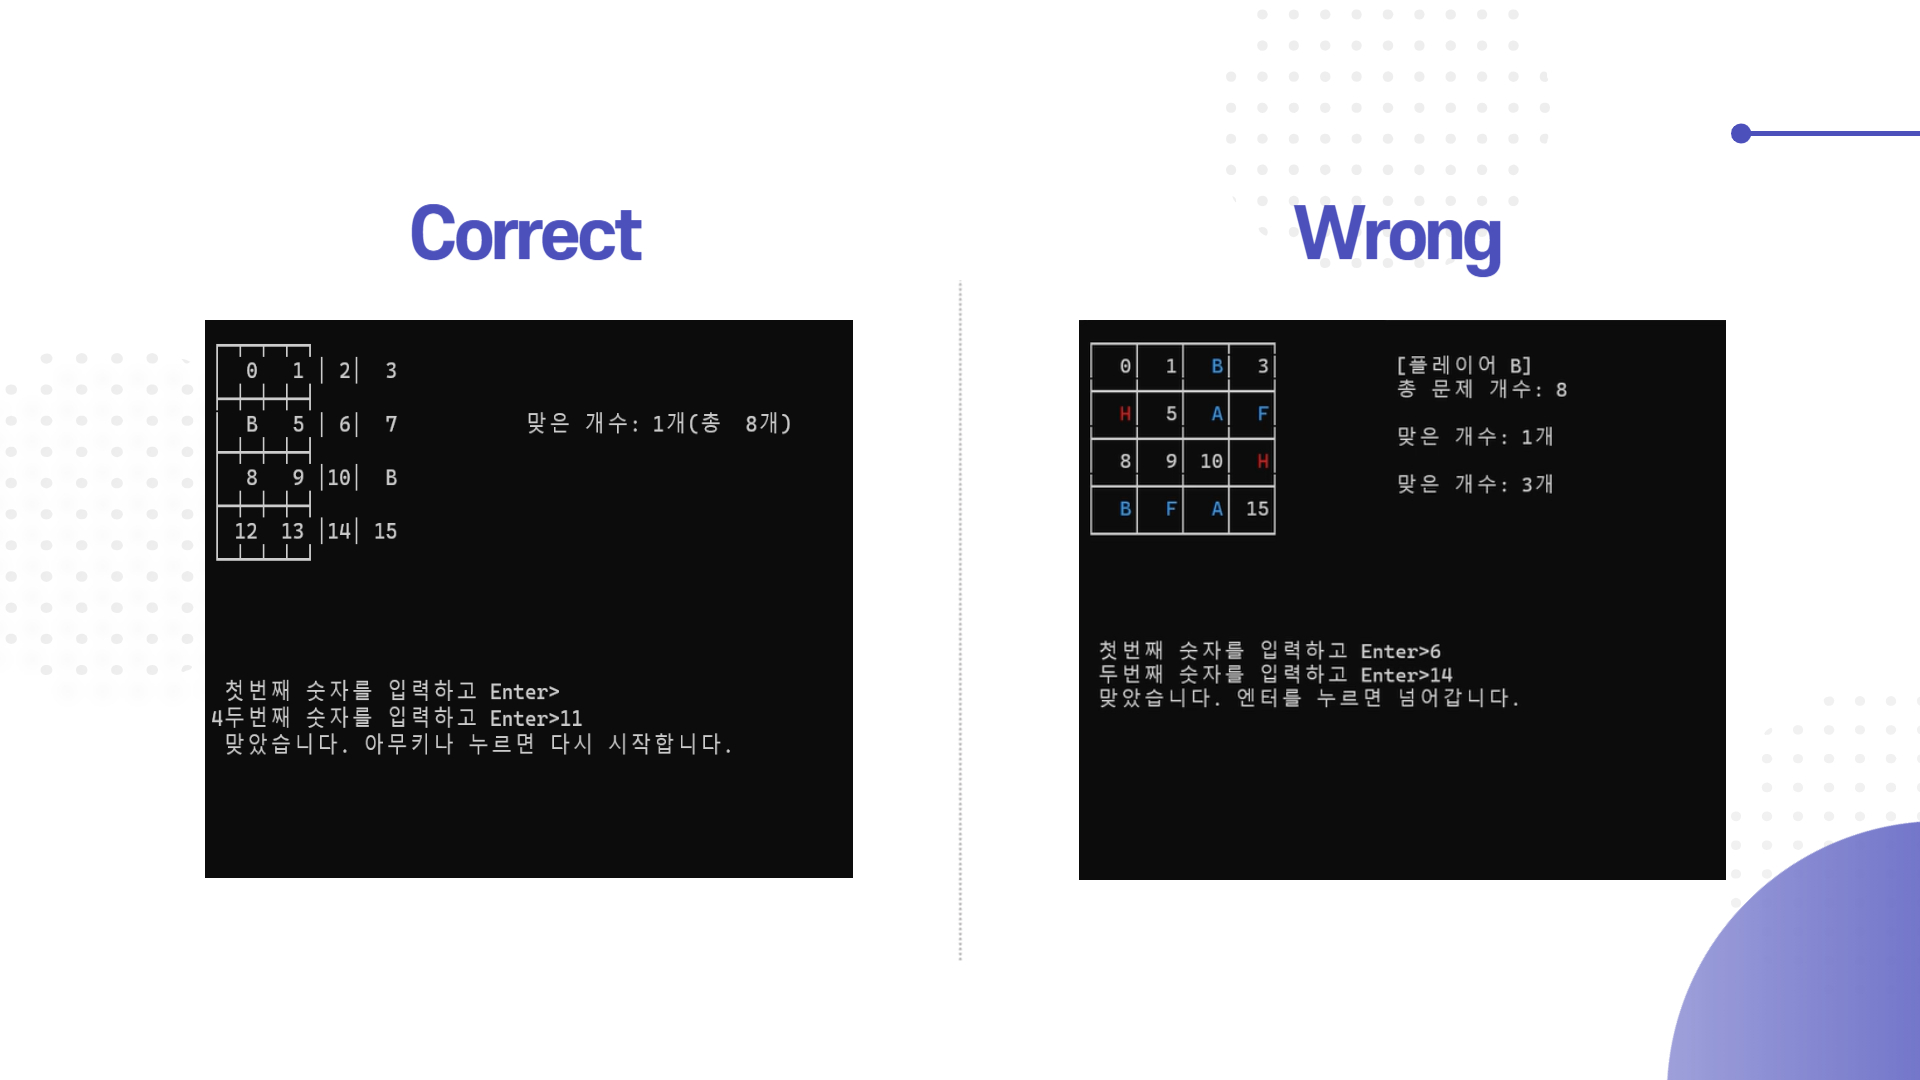 Correct
Wrong
0 1 2 3
B 5 6 7
8 9 10 B
12 13 14 15
맞은 개수: 1개(총 8개)
첫번째 숫자를 입력하고 Enter>
4두번째 숫자를 입력하고 Enter>11
맞았습니다. 아무키나 누르면 다시 시작합니다.
0 1 B 3
H 5 A F
8 9 10 H
B F A 15
[플레이어 B]
총 문제 개수: 8
맞은 개수: 1개
맞은 개수: 3개
첫번째 숫자를 입력하고 Enter>6
두번째 숫자를 입력하고 Enter>14
맞았습니다. 엔터를 누르면 넘어갑니다.